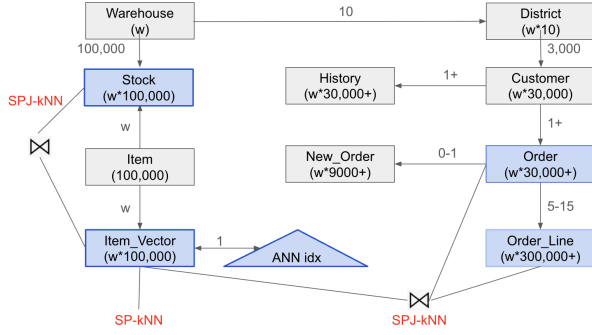 Warehouse
(w)
10
District
(w*10)
100,000
3,000
Stock
(w*100,000)
History
(w*30,000+)
1+
Customer
(w*30,000)
SPJ-kNN
w
1+
Item
(100,000)
New_Order
(w*9000+)
0-1
Order
(w*30,000+)
w
5-15
Item_Vector
(w*100,000)
1
ANN idx
Order_Line
(w*300,000+)
SP-kNN
SPJ-kNN